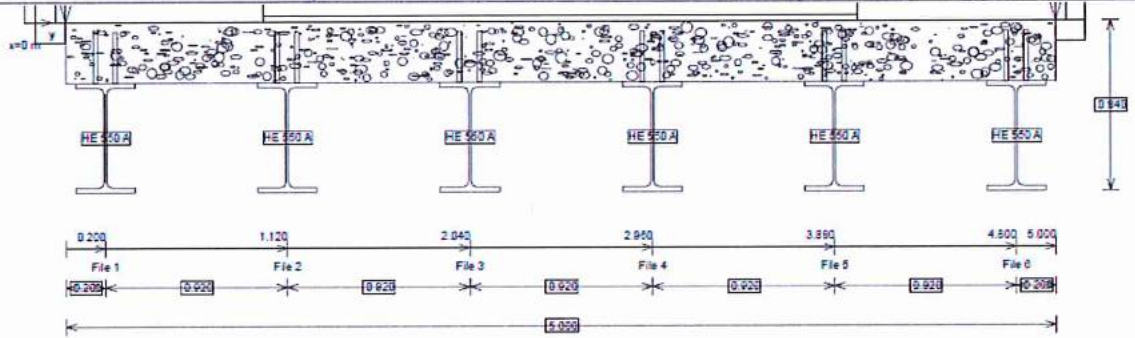 x=0 m
y
HE 550 A HE 550 A HE 550 A HE 550 A HE 550 A HE 550 A
0.840
0.200 1.120 2.040 2.960 3.880 4.800 5.000
File 1 File 2 File 3 File 4 File 5 File 6
0.200 0.920 0.920 0.920 0.920 0.920 0.200
5.000